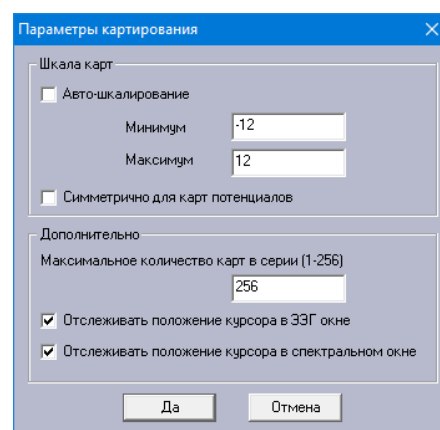 Параметры картирования
Шкала карт
Авто-шкалирование
Минимум -12
Максимум 12
Симметрично для карт потенциалов
Дополнительно
Максимальное количество карт в серии (1-256)
256
Отслеживать положение курсора в ЭЭГ окне
Отслеживать положение курсора в спектральном окне
Да Отмена